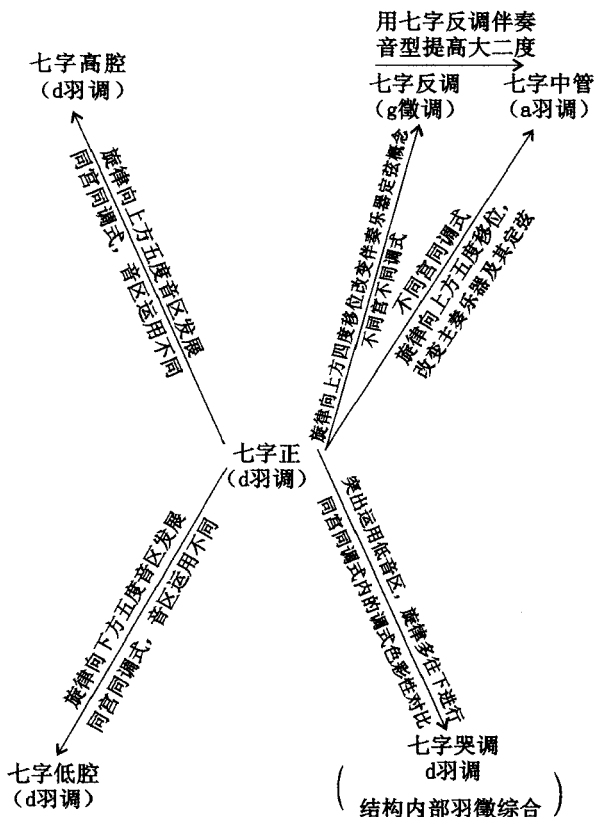 用七字反调伴奏
音型提高大二度
七字高腔
（d羽调）
七字反调
（g徵调）
七字中管
（a羽调）
旋律向上方五度音区发展
同宫同调式，音区运用不同
旋律向上方四度移位改变伴奏乐器定弦概念
不同宫不同调式
不同宫同调式
旋律向上方五度移位，
改变主奏乐器及其定弦
七字正
（d羽调）
旋律向下方五度音区发展
同宫同调式，音区运用不同
突出运用低音区，旋律多往下进行
同宫同调式内的调式色彩性对比
七字低腔
（d羽调）
七字哭调
d羽调
（结构内部羽徵综合）